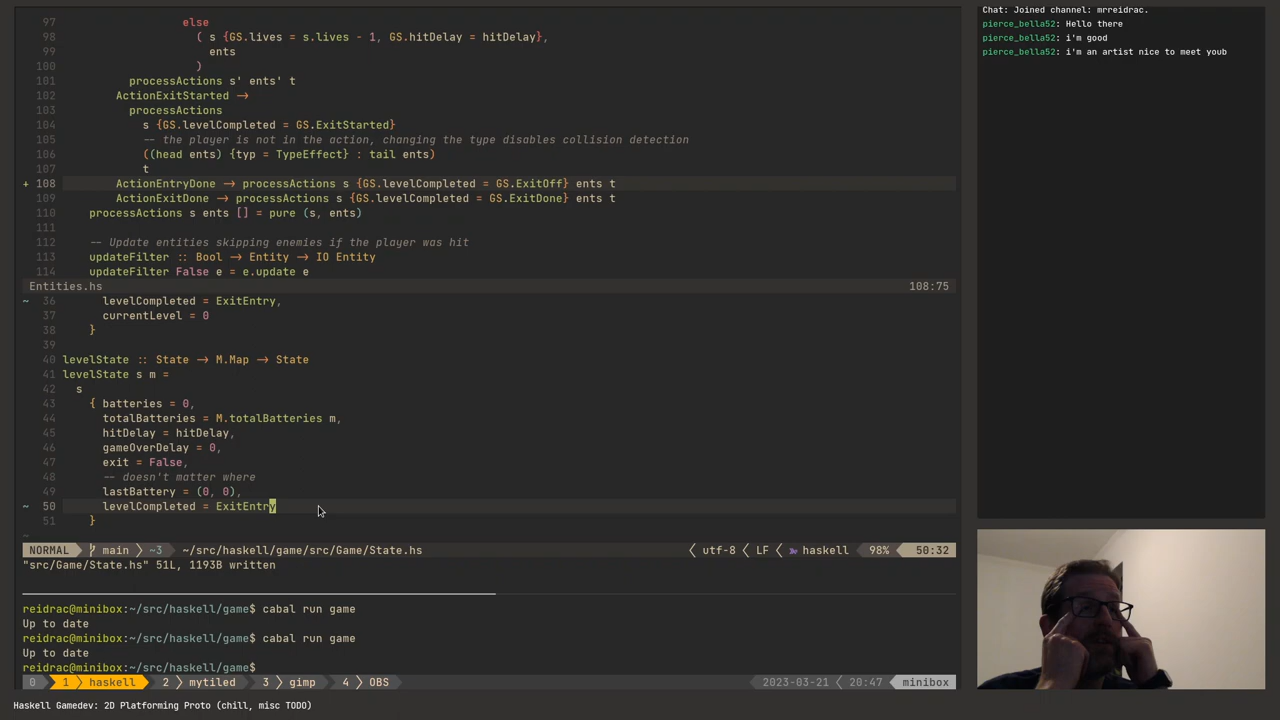 97 else
98 ( s {GS.lives = s.lives - 1, GS.hitDelay = hitDelay},
99 ents
100 )
101 processActions s' ents' t
102 ActionExitStarted →
103 processActions
104 s {GS.levelCompleted = GS.ExitStarted}
105 -- the player is not in the action, changing the type disables collision detection
106 ((head ents) {typ = TypeEffect} : tail ents)
107 t
+ 108 ActionEntryDone → processActions s {GS.levelCompleted = GS.ExitOff} ents t
109 ActionExitDone → processActions s {GS.levelCompleted = GS.ExitDone} ents t
110 processActions s ents [] = pure (s, ents)
111
112 -- Update entities skipping enemies if the player was hit
113 updateFilter :: Bool → Entity → IO Entity
114 updateFilter False e = e.update e
Entities.hs 108:75
~ 36 levelCompleted = ExitEntry,
37 currentLevel = 0
38 }
39
40 levelState :: State → M.Map → State
41 levelState s m =
42 s
43 { batteries = 0,
44 totalBatteries = M.totalBatteries m,
45 hitDelay = hitDelay,
46 gameOverDelay = 0,
47 exit = False,
48 -- doesn't matter where
49 lastBattery = (0, 0),
~ 50 levelCompleted = ExitEntry
51 }
~
NORMAL main ~3 ~/src/haskell/game/src/Game/State.hs utf-8 LF haskell 98% 50:32
"src/Game/State.hs" 51L, 1193B written
reidrac@minibox:~/src/haskell/game$ cabal run game
Up to date
reidrac@minibox:~/src/haskell/game$ cabal run game
Up to date
reidrac@minibox:~/src/haskell/game$
0 1 haskell 2 mytiled 3 gimp 4 OBS 2023-03-21 20:47 minibox
Haskell Gamedev: 2D Platforming Proto (chill, misc TODO)
Chat: Joined channel: mrreidrac.
pierce_bella52: Hello there
pierce_bella52: i'm good
pierce_bella52: i'm an artist nice to meet youb